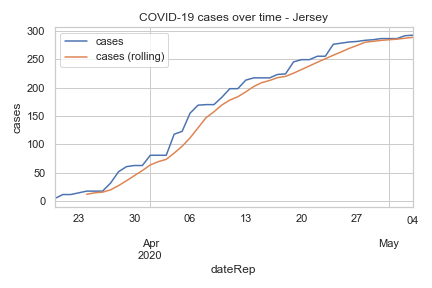 COVID-19 cases over time - Jersey
cases
cases (rolling)
300
250
200
150
100
50
0
cases
23 30 06 13 20 27 04
Apr May
2020
dateRep